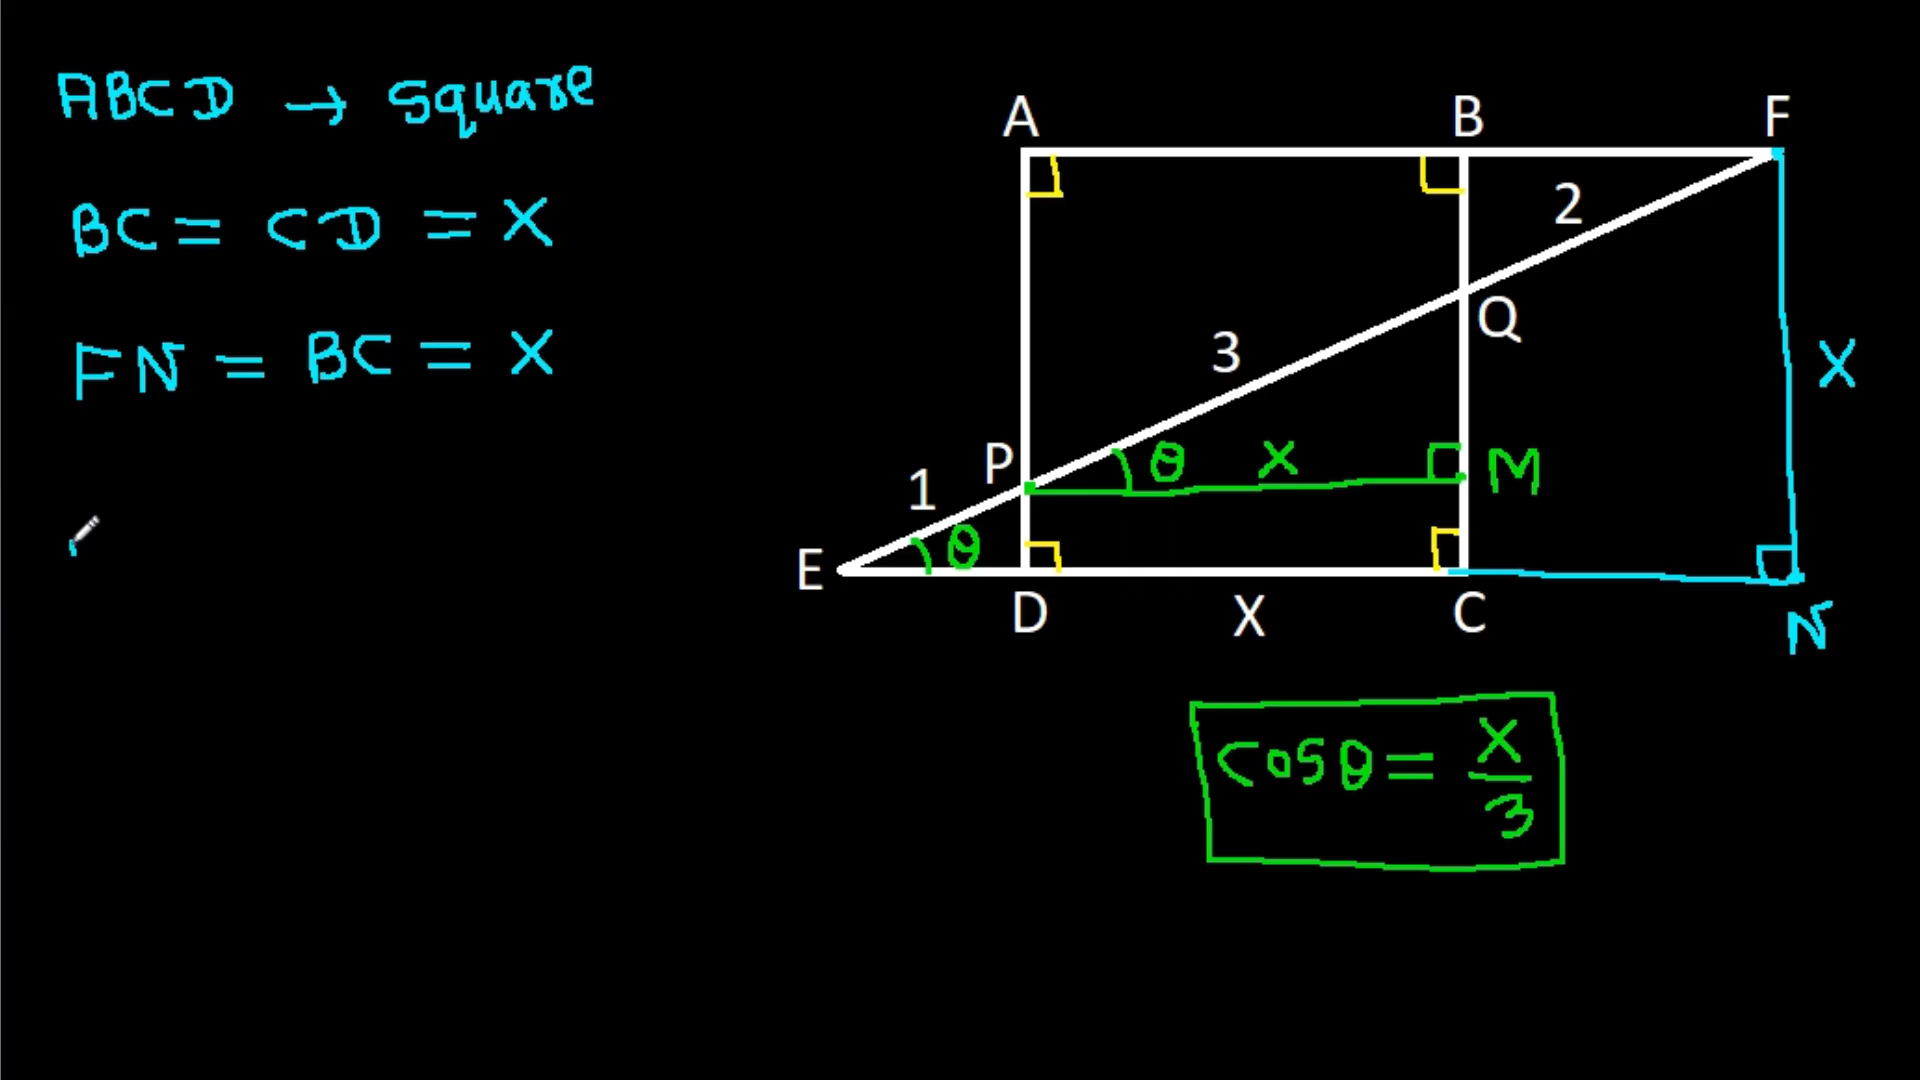 ABCD → square
BC = CD = X
FN = BC = X
A B F
2
Q
3
X
P θ X M
1
E θ
D X C
N
cosθ = X/3